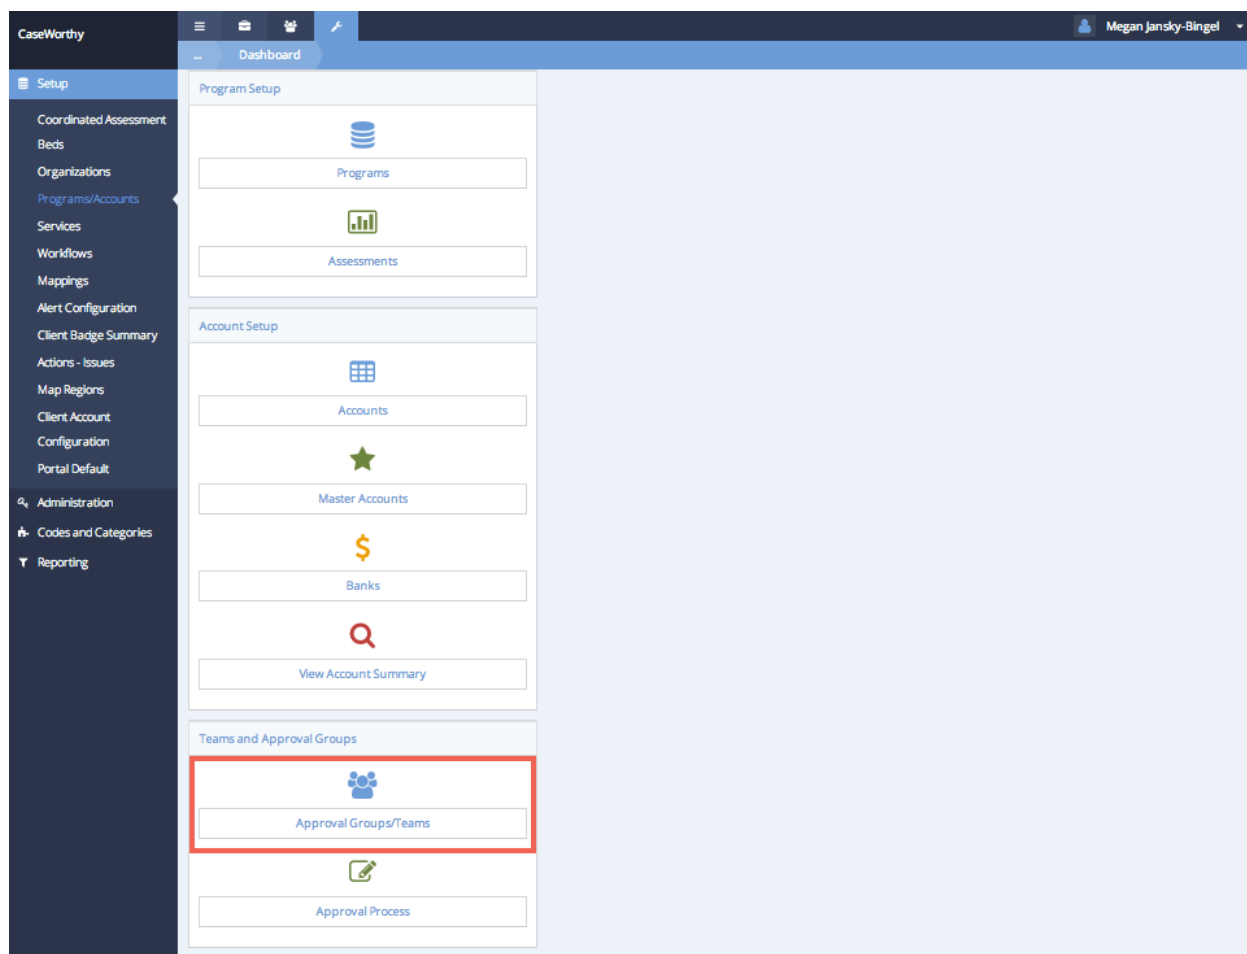 CaseWorthy
Megan Jansky-Bingel
...
Dashboard
Setup
Coordinated Assessment
Beds
Organizations
Programs/Accounts
Services
Workflows
Mappings
Alert Configuration
Client Badge Summary
Actions - Issues
Map Regions
Client Account
Configuration
Portal Default
Administration
Codes and Categories
Reporting
Program Setup
Programs
Assessments
Account Setup
Accounts
Master Accounts
Banks
View Account Summary
Teams and Approval Groups
Approval Groups/Teams
Approval Process